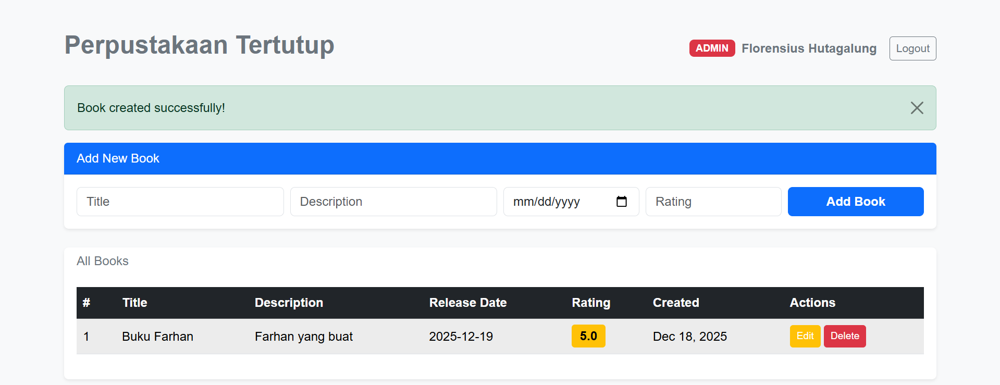 Perpustakaan Tertutup
ADMIN Florensius Hutagalung Logout
Book created successfully!
Add New Book
Title Description mm/dd/yyyy Rating Add Book
All Books
# Title Description Release Date Rating Created Actions
1 Buku Farhan Farhan yang buat 2025-12-19 5.0 Dec 18, 2025 Edit Delete